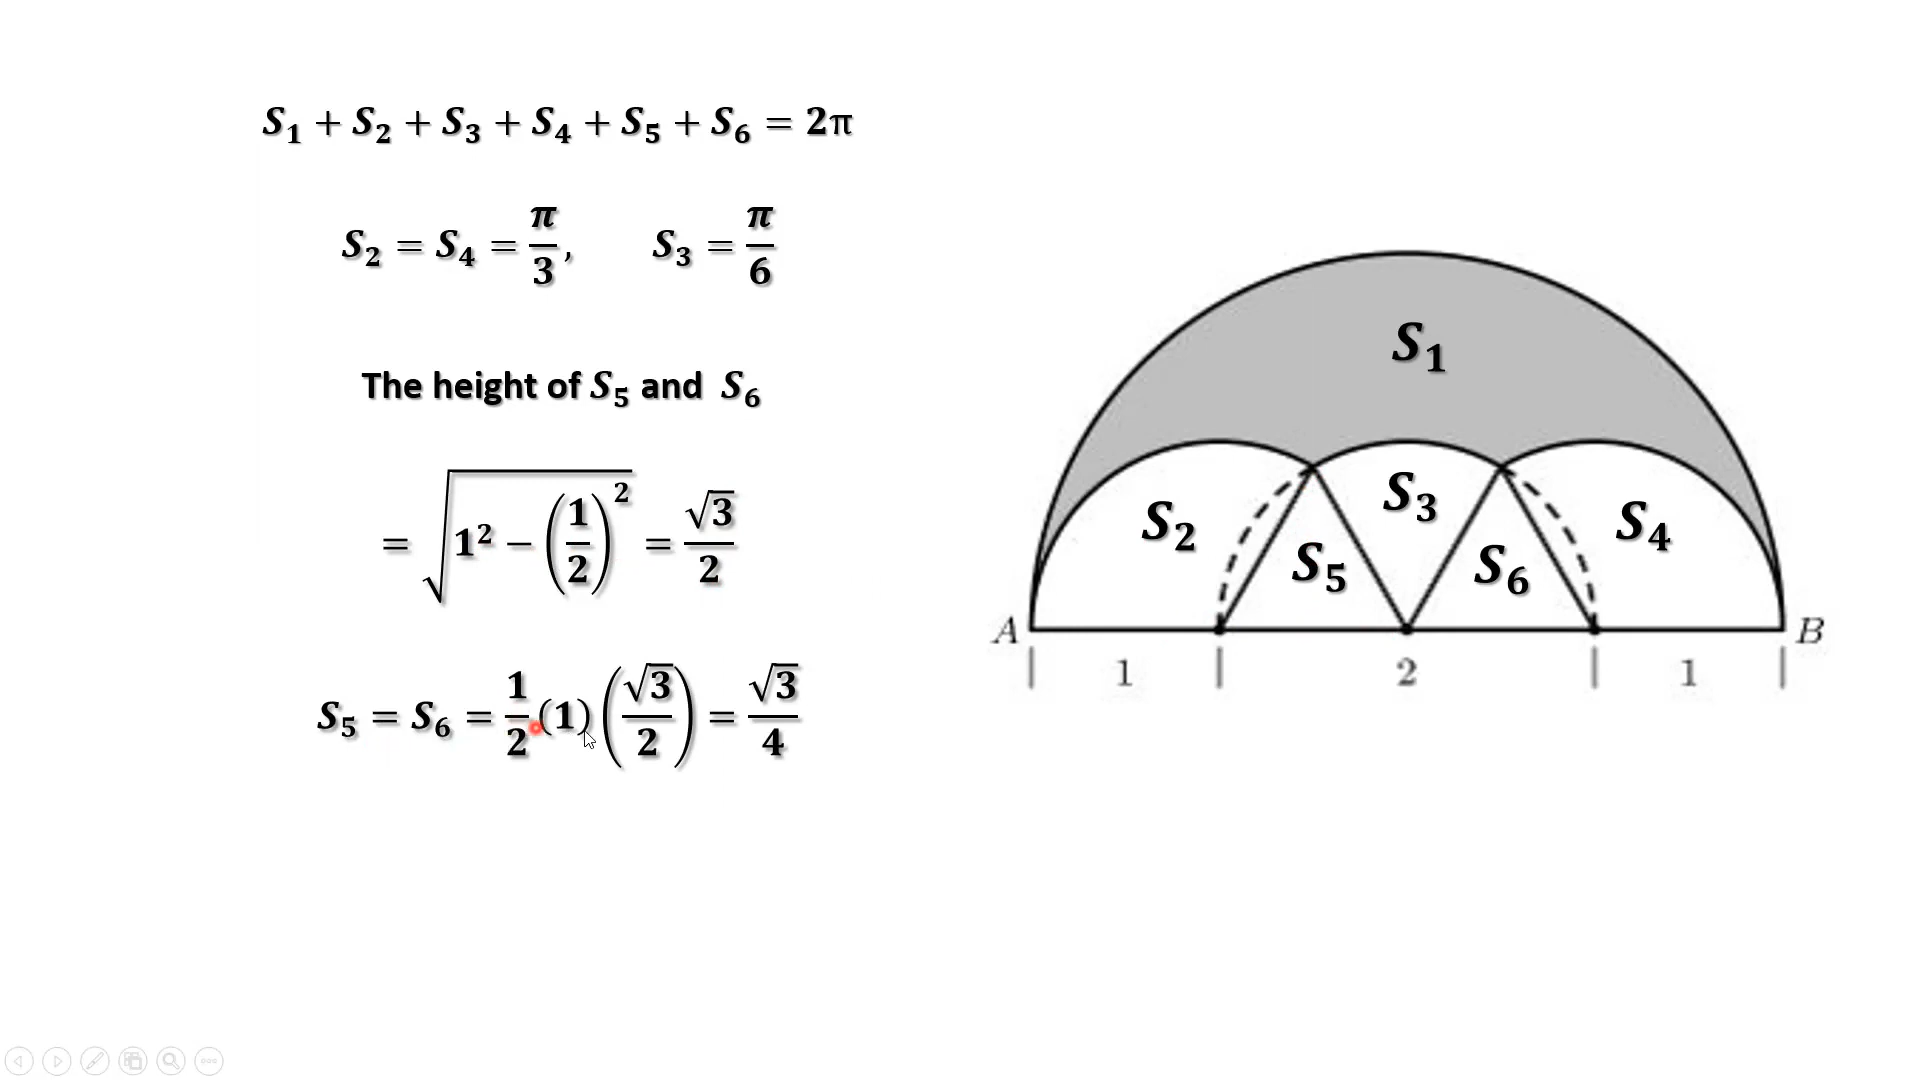 S₁ + S₂ + S₃ + S₄ + S₅ + S₆ = 2π
S₂ = S₄ = π/3, S₃ = π/6
The height of S₅ and S₆
= √(1² − (1/2)²) = √3/2
S₅ = S₆ = 1/2 (1) (√3/2) = √3/4
S₁
S₂ S₃ S₄
S₅ S₆
A B
1 2 1